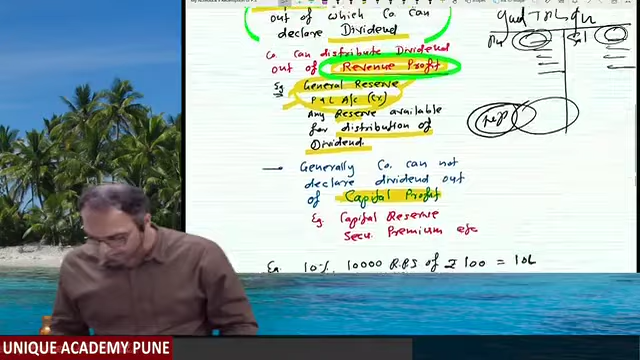 out of which Co. can
declare Dividend
Co. can distribute Dividend
out of Revenue Profit
Eg General Reserve
P & L A/c (Cr)
Any Reserve available
for distribution of
Dividend.
→ Generally Co. can not
declare dividend out
of Capital Profit
Eg. Capital Reserve
Secu. Premium etc
Eg. 10% 10000 R.P.S of ₹ 100 = 10L
UNIQUE ACADEMY PUNE